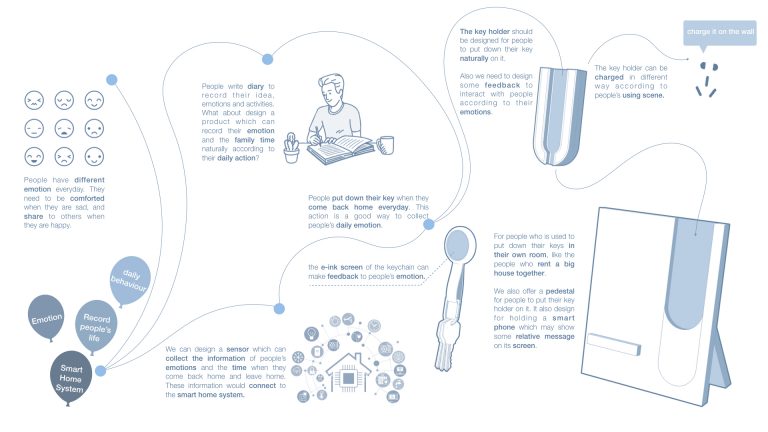 People have different
emotion everyday. They
need to be comforted
when they are sad, and
share to others when
they are happy.
Emotion
daily
behaviour
Record
people's
life
Smart
Home
System
People write diary to
record their idea,
emotions and activities.
What about design a
product which can
record their emotion
and the family time
naturally according to
their daily action?
We can design a sensor which can
collect the information of people's
emotions and the time when they
come back home and leave home.
These information would connect to
the smart home system.
People put down their key when they
come back home everyday. This
action is a good way to collect
people's daily emotion.
the e-ink screen of the keychain can
make feedback to people's emotion.
The key holder should
be designed for people
to put down their key
naturally on it.
Also we need to design
some feedback to
interact with people
according to their
emotions.
The key holder can be
charged in different
way according to
people's using scene.
charge it on the wall
For people who is used to
put down their keys in
their own room, like the
people who rent a big
house together.
We also offer a pedestal
for people to put their key
holder on it. It also design
for holding a smart
phone which may show
some relative message
on its screen.